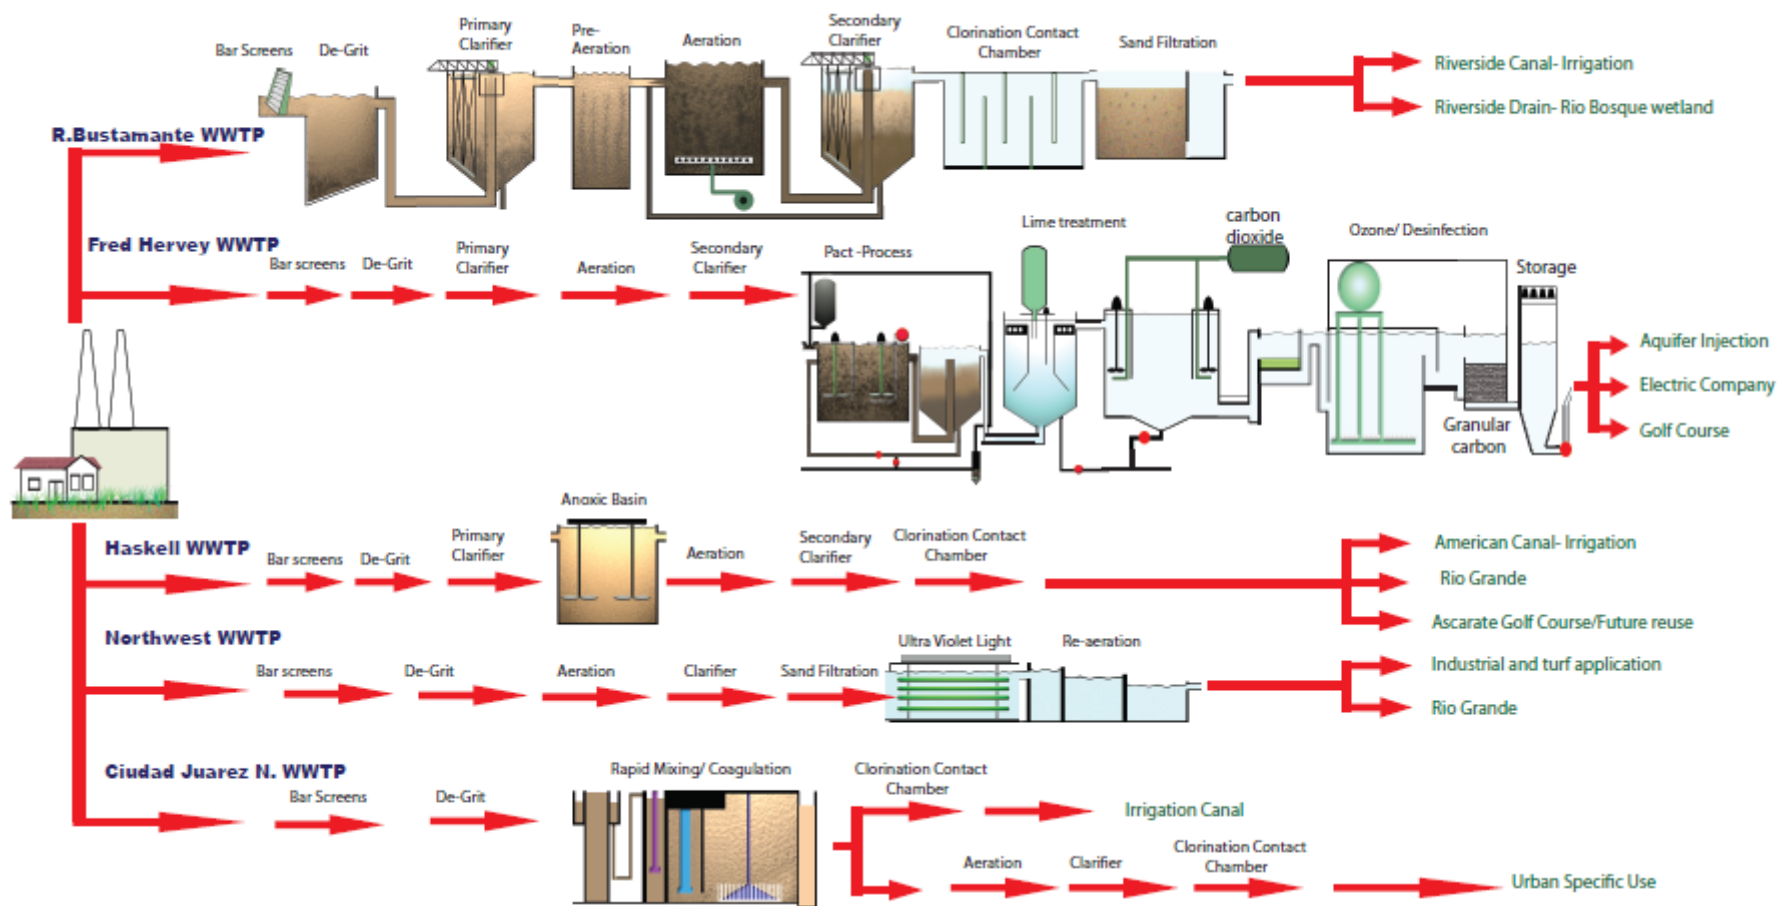 Bar Screens
De-Grit
Primary
Clarifier
Pre-
Aeration
Aeration
Secondary
Clarifier
Clorination Contact
Chamber
Sand Filtration
Riverside Canal- Irrigation
Riverside Drain- Rio Bosque wetland
R.Bustamante WWTP
Fred Hervey WWTP
Bar screens
De-Grit
Primary
Clarifier
Aeration
Secondary
Clarifier
Pact -Process
Lime treatment
carbon
dioxide
Ozone/ Desinfection
Storage
Granular
carbon
Aquifer Injection
Electric Company
Golf Course
Haskell WWTP
Bar screens
De-Grit
Primary
Clarifier
Anoxic Basin
Aeration
Secondary
Clarifier
Clorination Contact
Chamber
American Canal- Irrigation
Rio Grande
Ascarate Golf Course/Future reuse
Northwest WWTP
Bar screens
De-Grit
Aeration
Clarifier
Sand Filtration
Ultra Violet Light
Re-aeration
Industrial and turf application
Rio Grande
Ciudad Juarez N. WWTP
Bar Screens
De-Grit
Rapid Mixing/ Coagulation
Clorination Contact
Chamber
Irrigation Canal
Aeration
Clarifier
Clorination Contact
Chamber
Urban Specific Use